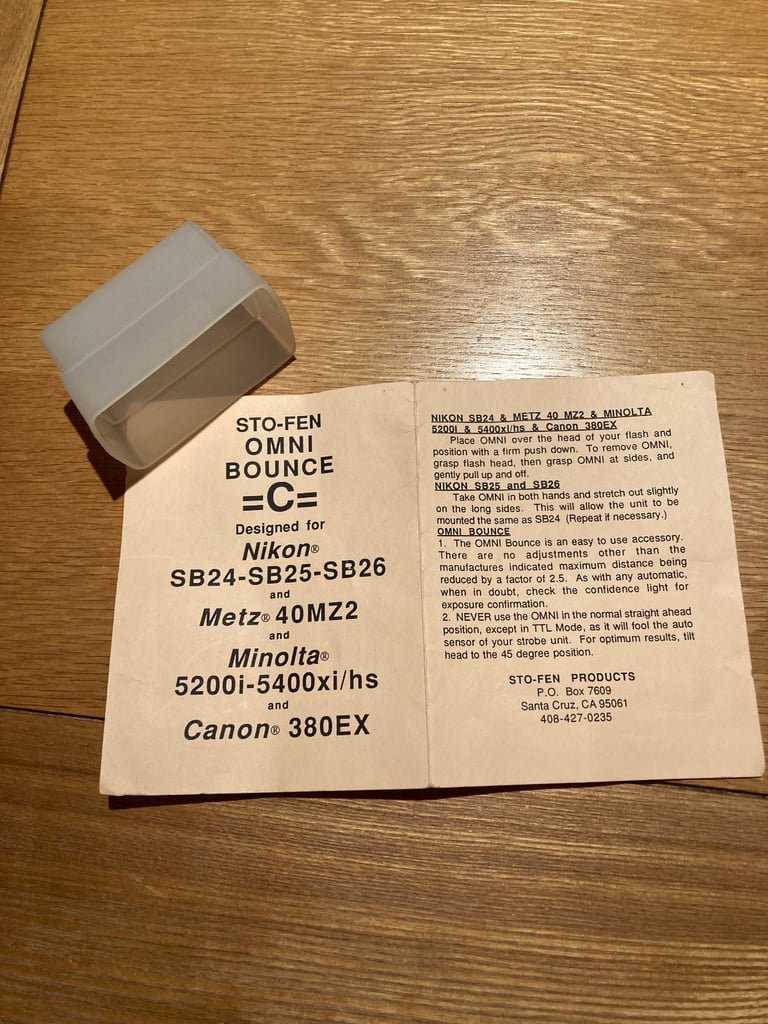 STO-FEN
OMNI
BOUNCE
=C=
Designed for
Nikon®
SB24-SB25-SB26
and
Metz® 40MZ2
and
Minolta®
5200i-5400xi/hs
and
Canon® 380EX
NIKON SB24 & METZ 40 MZ2 & MINOLTA
5200I & 5400xi/hs & Canon 380EX
Place OMNI over the head of your flash and
position with a firm push down. To remove OMNI,
grasp flash head, then grasp OMNI at sides, and
gently pull up and off.
NIKON SB25 and SB26
Take OMNI in both hands and stretch out slightly
on the long sides. This will allow the unit to be
mounted the same as SB24 (Repeat if necessary.)
OMNI BOUNCE
1. The OMNI Bounce is an easy to use accessory.
There are no adjustments other than the
manufactures indicated maximum distance being
reduced by a factor of 2.5. As with any automatic,
when in doubt, check the confidence light for
exposure confirmation.
2. NEVER use the OMNI in the normal straight ahead
position, except in TTL Mode, as it will fool the auto
sensor of your strobe unit. For optimum results, tilt
head to the 45 degree position.
STO-FEN PRODUCTS
P.O. Box 7609
Santa Cruz, CA 95061
408-427-0235